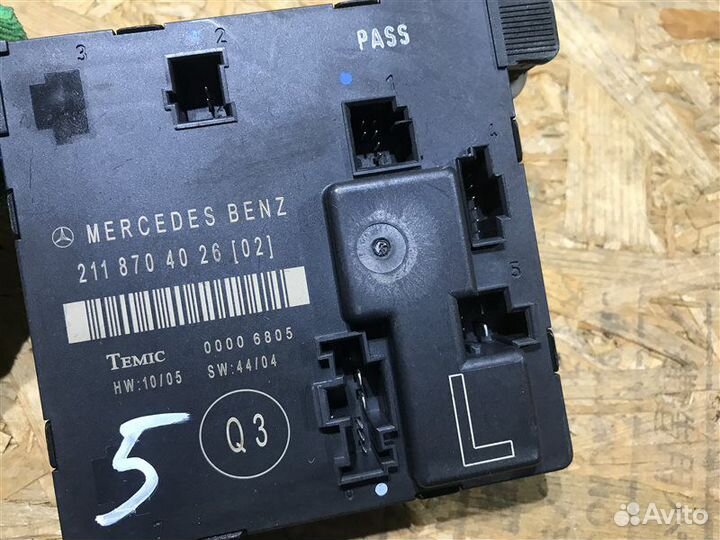 3
2
PASS
1
4
MERCEDES BENZ
211 870 40 26 [02]
5
TEMIC 0000 6805
HW:10/05 SW:44/04
5
Q3
L
Avito